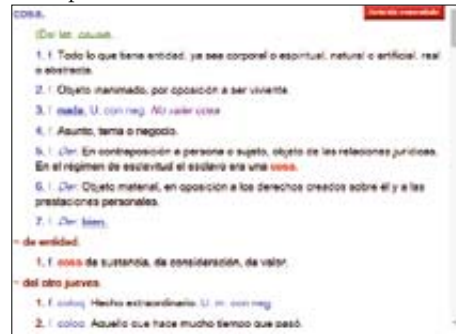 cosa.
Artículo enmendado
(Del lat. causa).
1. f. Todo lo que tiene entidad, ya sea corporal o espiritual, natural o artificial, real
o abstracta.
2. f. Objeto inanimado, por oposición a ser viviente.
3. f. nada. U. con neg. No valer cosa
4. f. Asunto, tema o negocio.
5. f. Der. En contraposición a persona o sujeto, objeto de las relaciones jurídicas.
En el régimen de esclavitud el esclavo era una cosa.
6. f. Der. Objeto material, en oposición a los derechos creados sobre él y a las
prestaciones personales.
7. f. Der. bien.
~ de entidad.
1. f. cosa de sustancia, de consideración, de valor.
~ del otro jueves.
1. f. coloq. Hecho extraordinario. U. m. con neg.
2. f. coloq. Aquello que hace mucho tiempo que pasó.